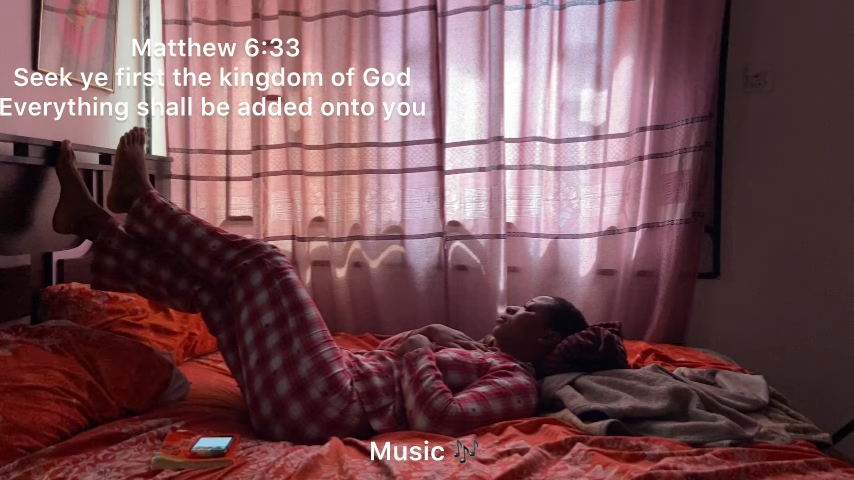 Matthew 6:33
Seek ye first the kingdom of God
Everything shall be added onto you
Music 🎶